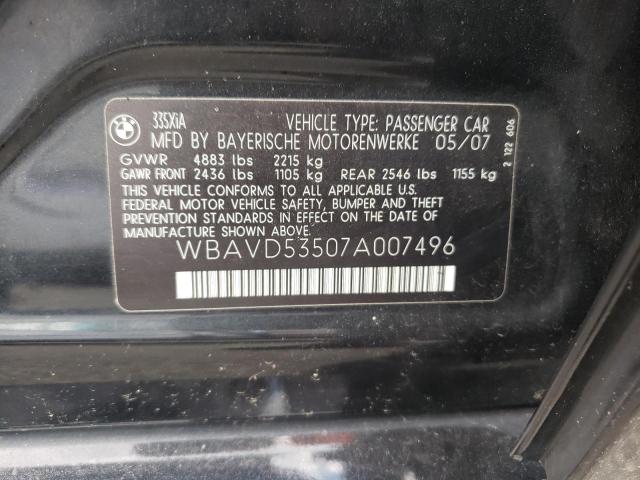 BMW
335XiA VEHICLE TYPE: PASSENGER CAR
MFD BY BAYERISCHE MOTORENWERKE 05/07
GVWR 4883 lbs 2215 kg
GAWR FRONT 2436 lbs 1105 kg REAR 2546 lbs 1155 kg
THIS VEHICLE CONFORMS TO ALL APPLICABLE U.S.
FEDERAL MOTOR VEHICLE SAFETY, BUMPER AND THEFT
PREVENTION STANDARDS IN EFFECT ON THE DATE OF
MANUFACTURE SHOWN ABOVE.
WBAVD53507A007496
2 122 606